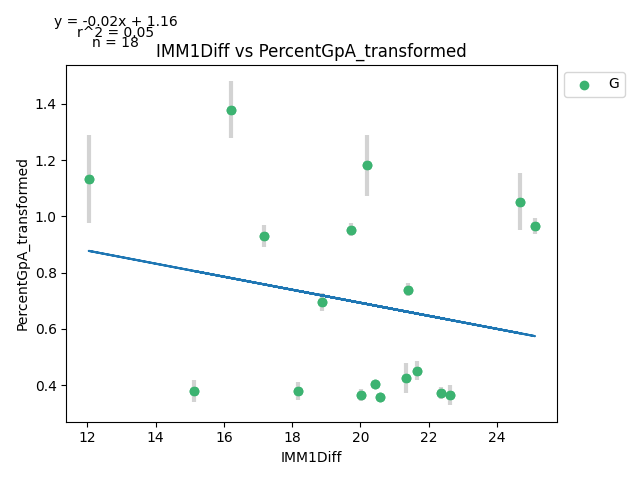 y = -0.02x + 1.16
r^2 = 0.05
n = 18
IMM1Diff vs PercentGpA_transformed
G
1.4
1.2
1.0
0.8
0.6
0.4
PercentGpA_transformed
12 14 16 18 20 22 24
IMM1Diff